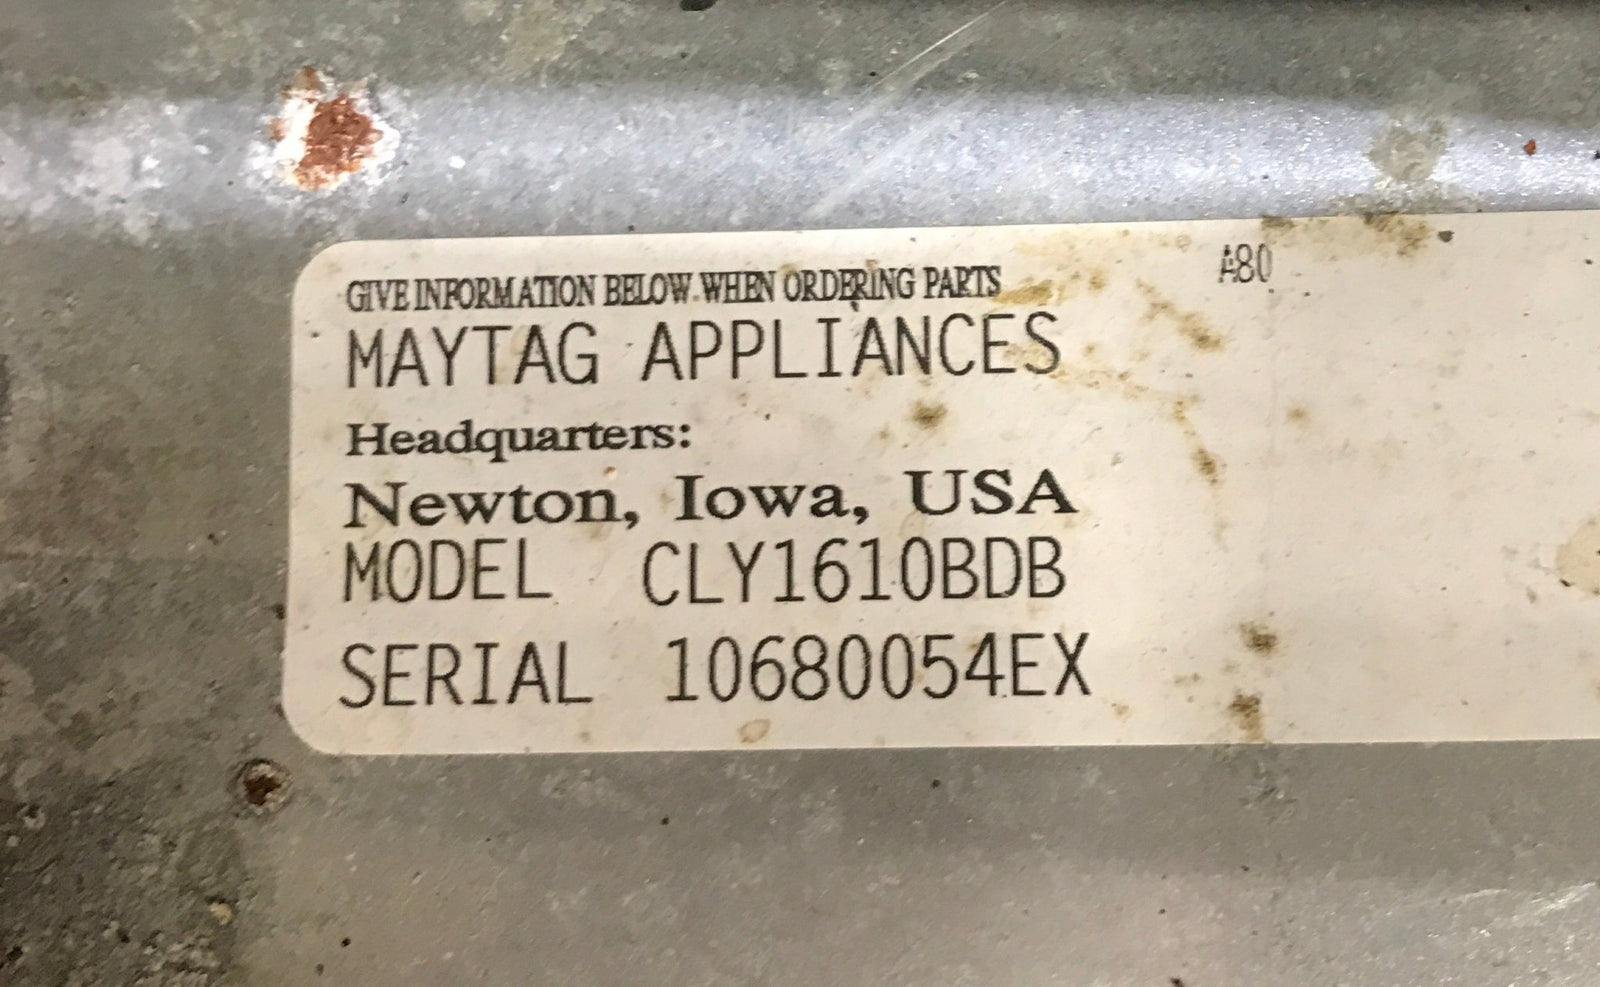 GIVE INFORMATION BELOW WHEN ORDERING PARTS A80
MAYTAG APPLIANCES
Headquarters:
Newton, Iowa, USA
MODEL CLY1610BDB
SERIAL 10680054EX